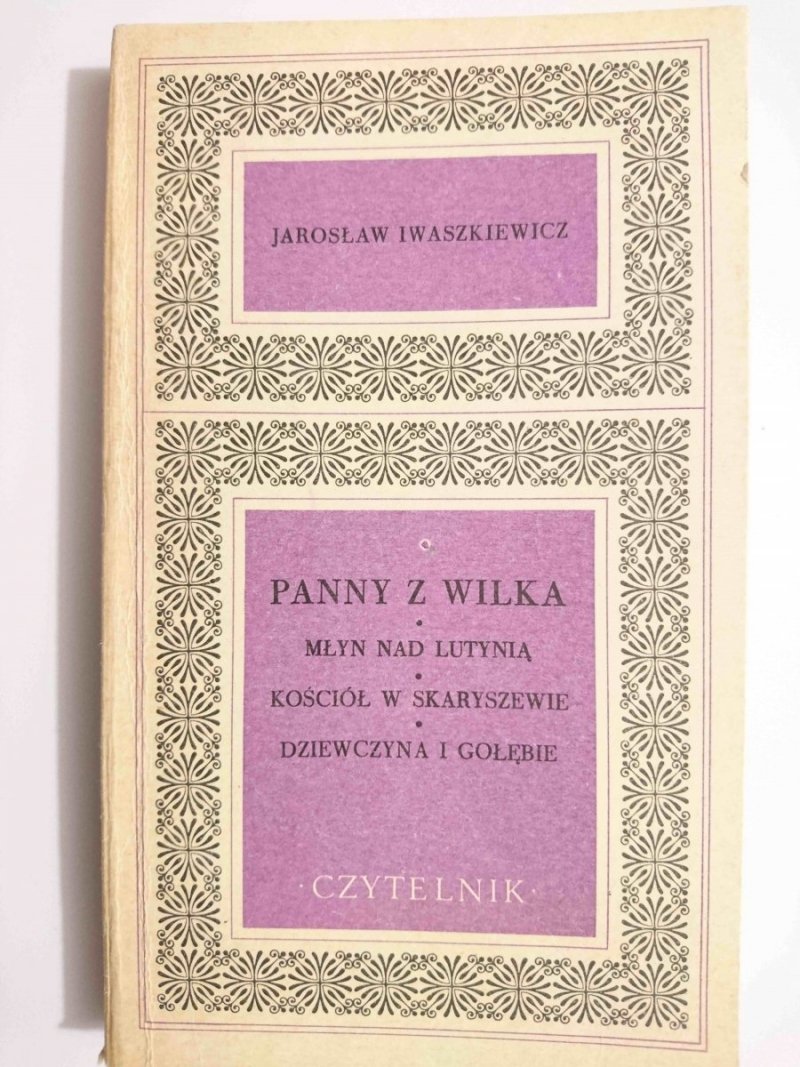 JAROSŁAW IWASZKIEWICZ
PANNY Z WILKA
MŁYN NAD LUTYNIĄ
KOŚCIÓŁ W SKARYSZEWIE
DZIEWCZYNA I GOŁĘBIE
· CZYTELNIK ·